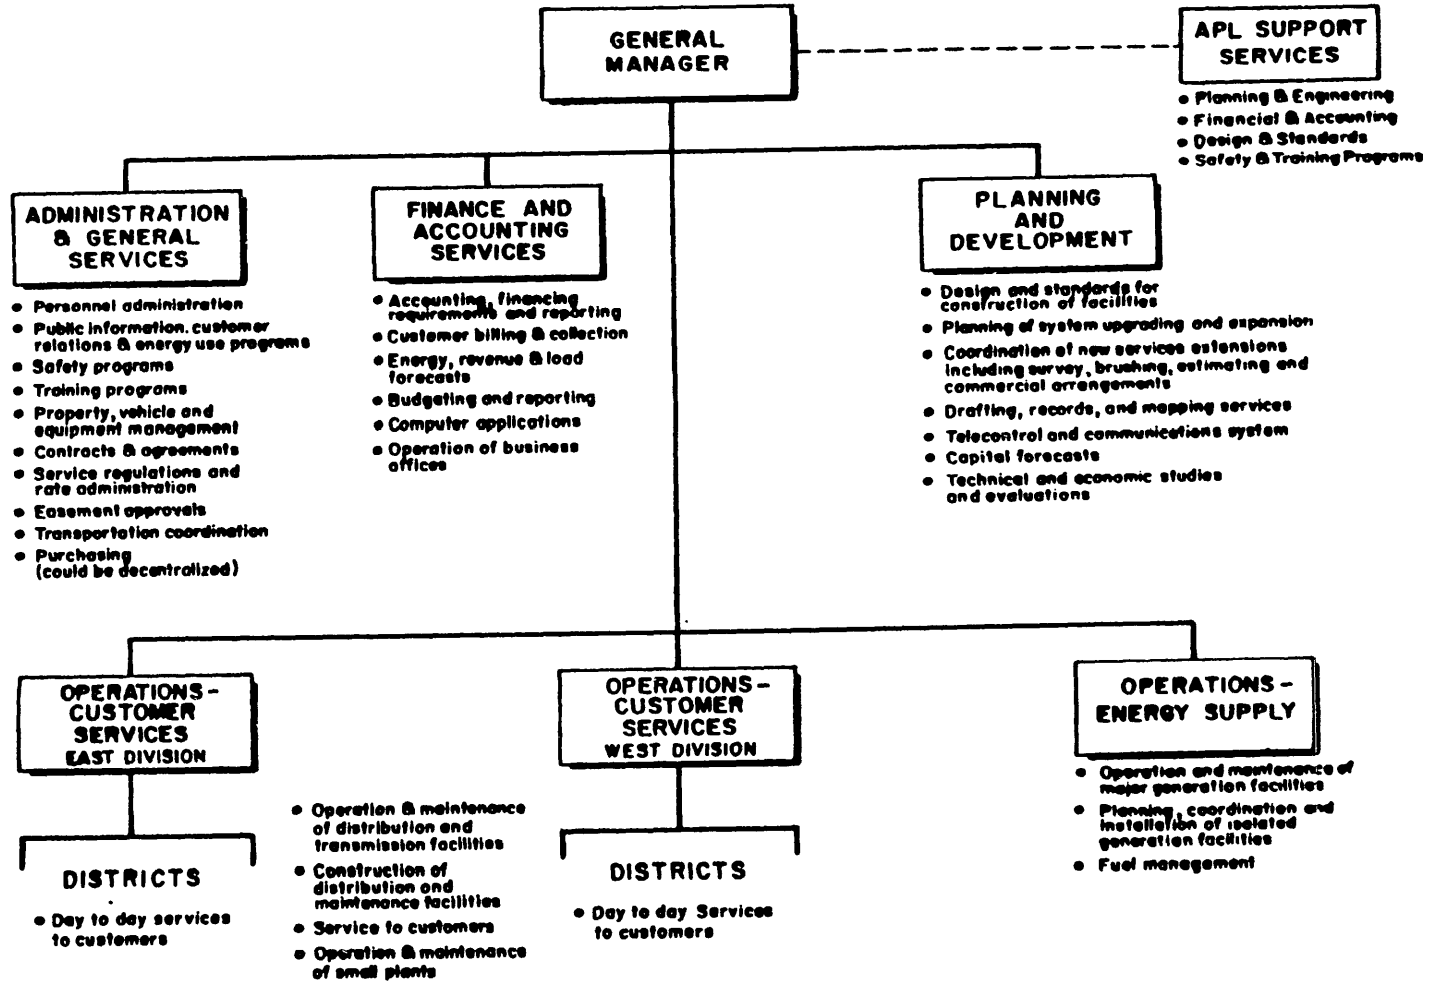 GENERAL
MANAGER
APL SUPPORT
SERVICES
• Planning & Engineering
• Financial & Accounting
• Design & Standards
• Safety & Training Programs
ADMINISTRATION
& GENERAL
SERVICES
• Personnel administration
• Public information, customer
relations & energy use programs
• Safety programs
• Training programs
• Property, vehicle and
equipment management
• Contracts & agreements
• Service regulations and
rate administration
• Easement approvals
• Transportation coordination
• Purchasing
(could be decentralized)
FINANCE AND
ACCOUNTING
SERVICES
• Accounting, financing
requirements and reporting
• Customer billing & collection
• Energy, revenue & load
forecasts
• Budgeting and reporting
• Computer applications
• Operation of business
offices
PLANNING
AND
DEVELOPMENT
• Design and standards for
construction of facilities
• Planning of system upgrading and expansion
• Coordination of new services extensions
including survey, brushing, estimating and
commercial arrangements
• Drafting, records, and mapping services
• Telecontrol and communications system
• Capital forecasts
• Technical and economic studies
and evaluations
OPERATIONS-
CUSTOMER
SERVICES
EAST DIVISION
DISTRICTS
• Day to day services
to customers
• Operation & maintenance
of distribution and
transmission facilities
• Construction of
distribution and
maintenance facilities
• Service to customers
• Operation & maintenance
of small plants
OPERATIONS-
CUSTOMER
SERVICES
WEST DIVISION
DISTRICTS
• Day to day Services
to customers
OPERATIONS-
ENERGY SUPPLY
• Operation and maintenance of
major generation facilities
• Planning, coordination and
installation of isolated
generation facilities
• Fuel management